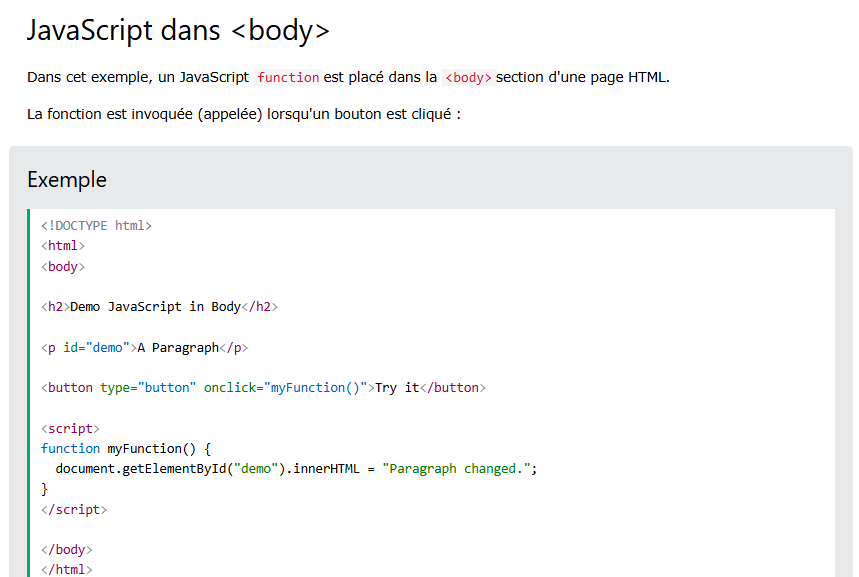 JavaScript dans <body>
Dans cet exemple, un JavaScript function est placé dans la <body> section d'une page HTML.
La fonction est invoquée (appelée) lorsqu'un bouton est cliqué :
Exemple
<!DOCTYPE html>
<html>
<body>
<h2>Demo JavaScript in Body</h2>
<p id="demo">A Paragraph</p>
<button type="button" onclick="myFunction()">Try it</button>
<script>
function myFunction() {
  document.getElementById("demo").innerHTML = "Paragraph changed.";
}
</script>
</body>
</html>